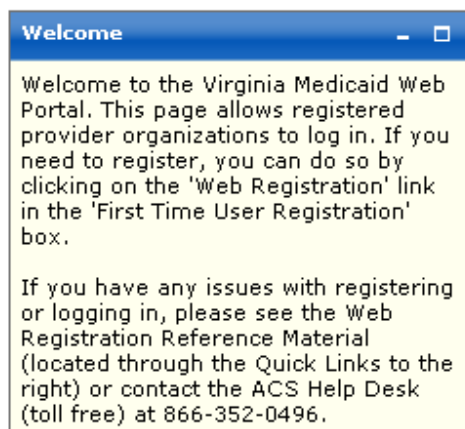 Welcome
Welcome to the Virginia Medicaid Web
Portal. This page allows registered
provider organizations to log in. If you
need to register, you can do so by
clicking on the 'Web Registration' link
in the 'First Time User Registration'
box.
If you have any issues with registering
or logging in, please see the Web
Registration Reference Material
(located through the Quick Links to the
right) or contact the ACS Help Desk
(toll free) at 866-352-0496.